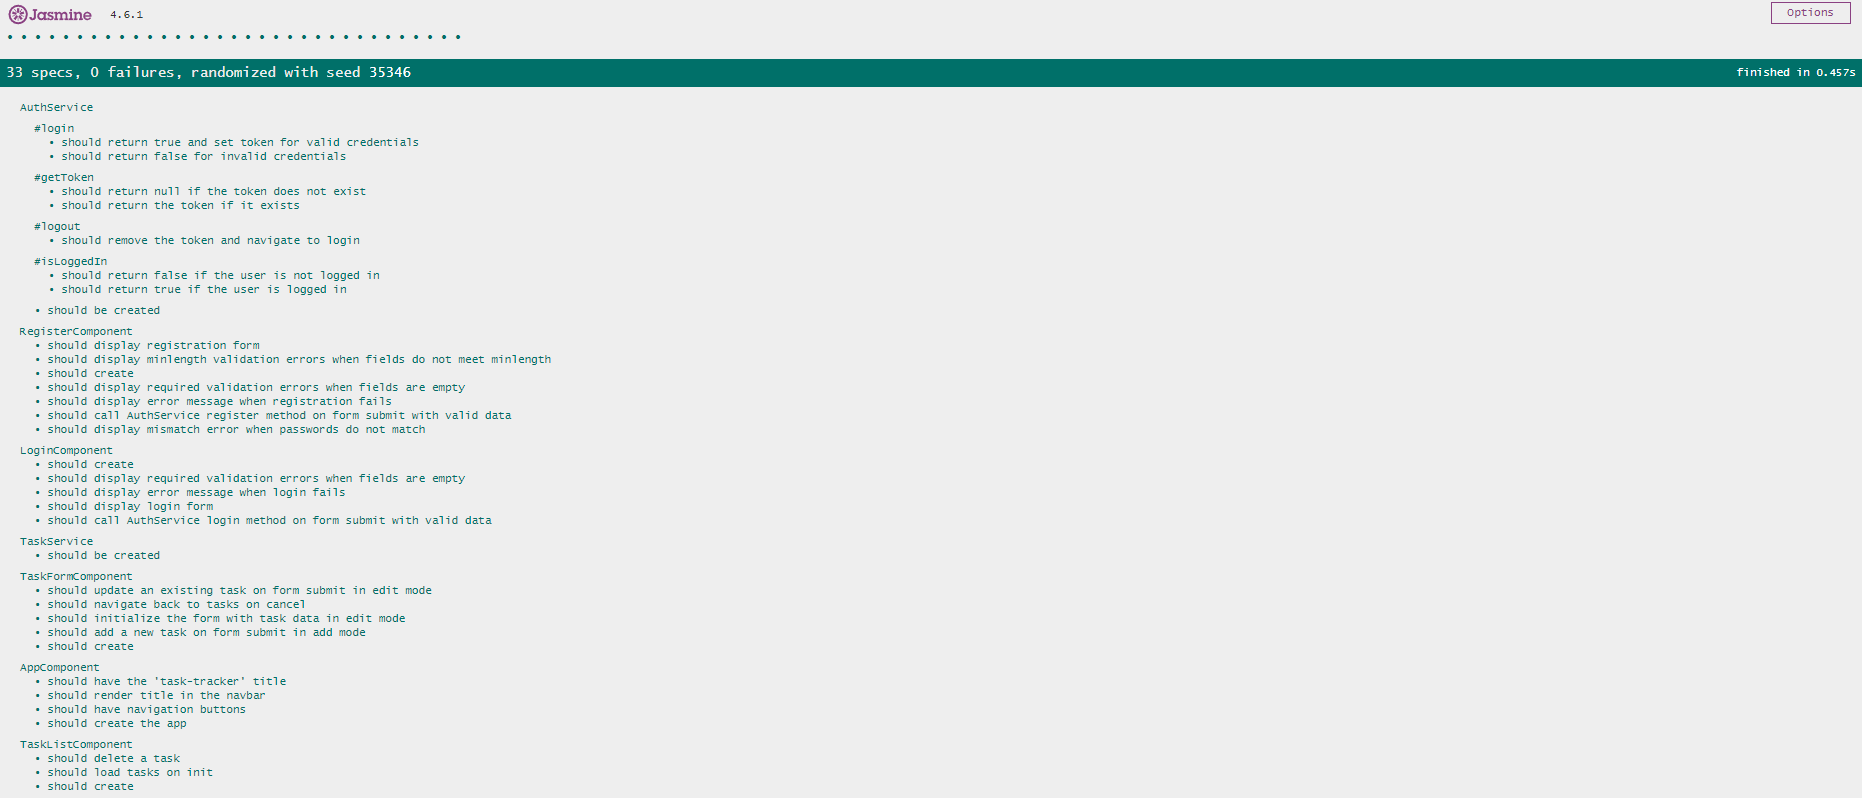 Jasmine 4.6.1 Options
33 specs, 0 failures, randomized with seed 35346 finished in 0.457s
AuthService
#login
• should return true and set token for valid credentials
• should return false for invalid credentials
#getToken
• should return null if the token does not exist
• should return the token if it exists
#logout
• should remove the token and navigate to login
#isLoggedIn
• should return false if the user is not logged in
• should return true if the user is logged in
• should be created
RegisterComponent
• should display registration form
• should display minlength validation errors when fields do not meet minlength
• should create
• should display required validation errors when fields are empty
• should display error message when registration fails
• should call AuthService register method on form submit with valid data
• should display mismatch error when passwords do not match
LoginComponent
• should create
• should display required validation errors when fields are empty
• should display error message when login fails
• should display login form
• should call AuthService login method on form submit with valid data
TaskService
• should be created
TaskFormComponent
• should update an existing task on form submit in edit mode
• should navigate back to tasks on cancel
• should initialize the form with task data in edit mode
• should add a new task on form submit in add mode
• should create
AppComponent
• should have the 'task-tracker' title
• should render title in the navbar
• should have navigation buttons
• should create the app
TaskListComponent
• should delete a task
• should load tasks on init
• should create